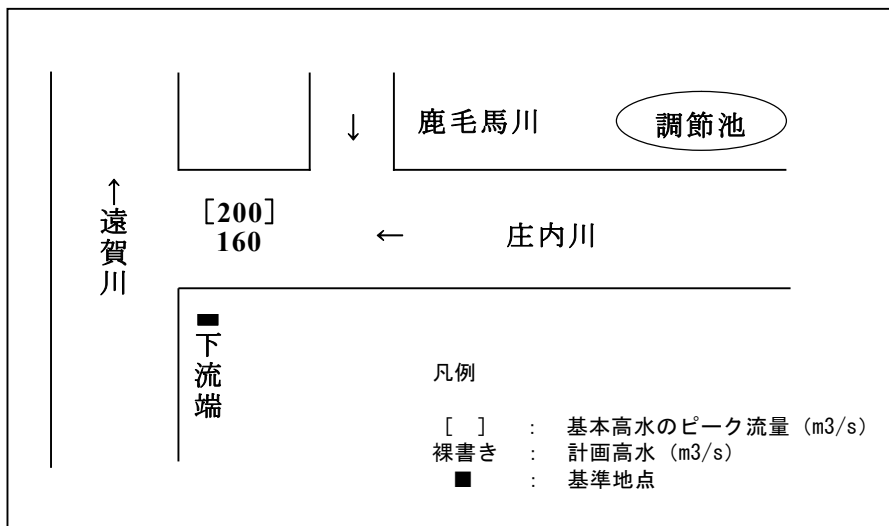 鹿毛馬川
調節池
↓
↑遠賀川
[200]
160
←
庄内川
■下流端
凡例
[ ] : 基本高水のピーク流量 (m3/s)
裸書き : 計画高水 (m3/s)
■ : 基準地点